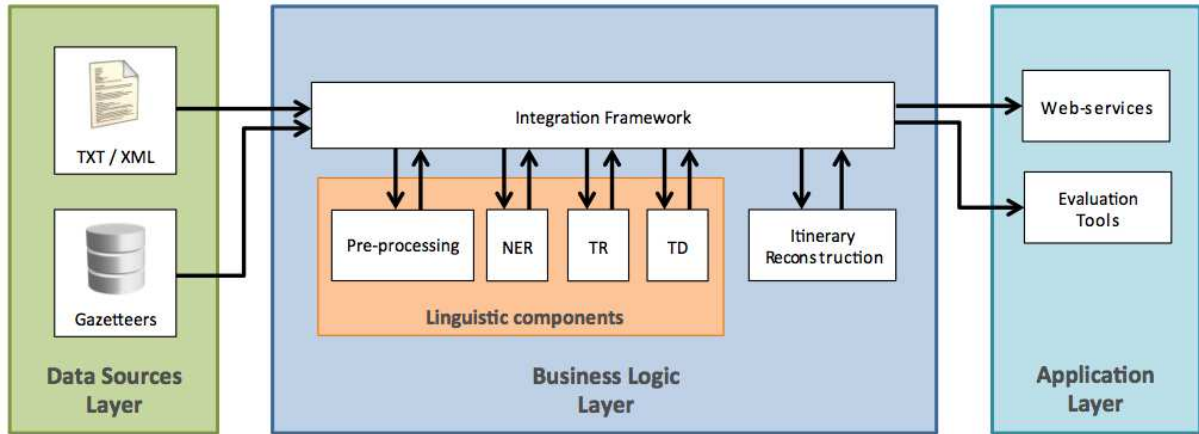 TXT / XML
Gazetteers
Data Sources
Layer
Integration Framework
Pre-processing
NER
TR
TD
Linguistic components
Itinerary
Reconstruction
Business Logic
Layer
Web-services
Evaluation
Tools
Application
Layer